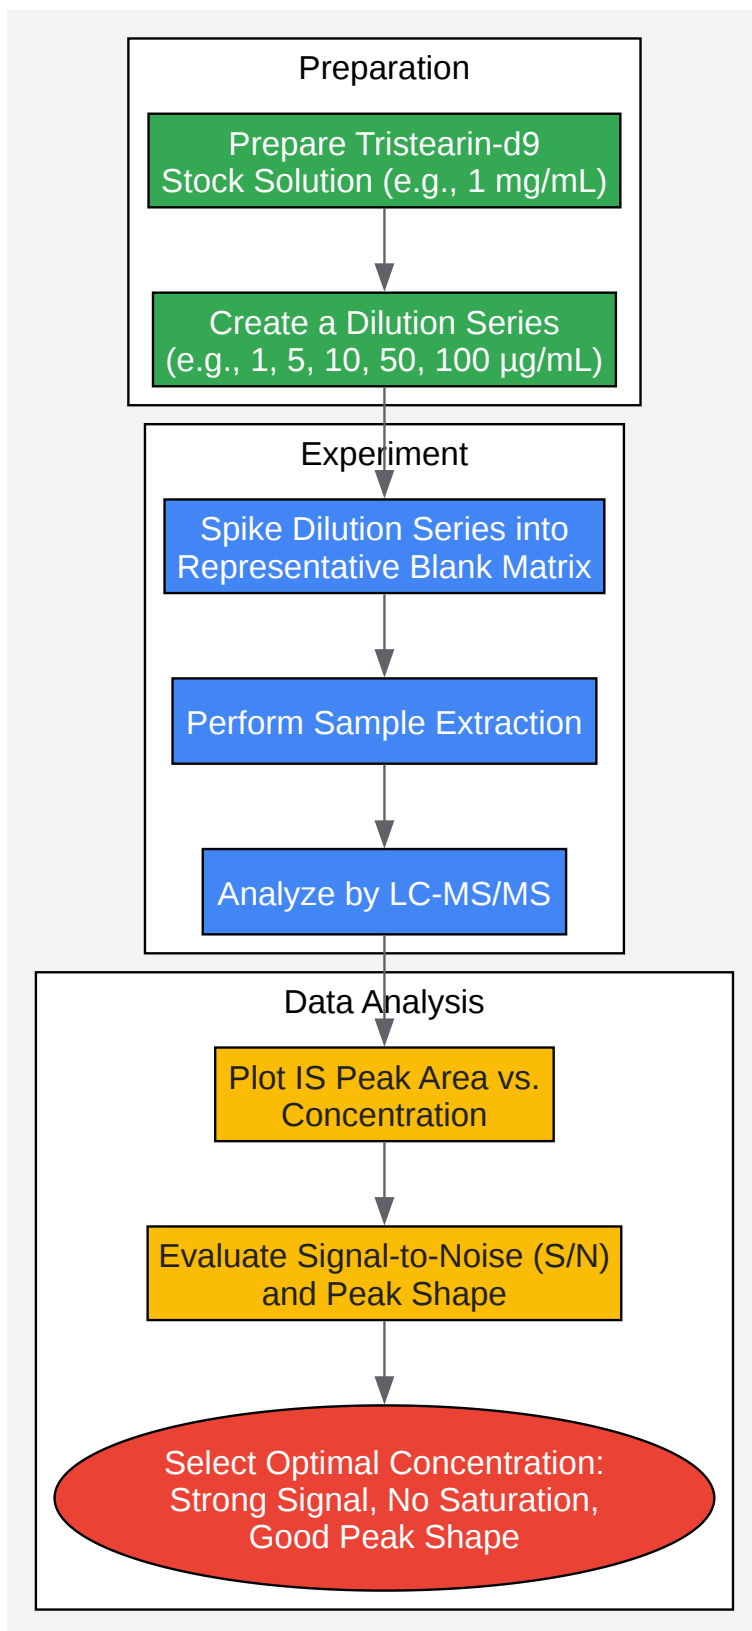 Preparation
Prepare Tristearin-d9
Stock Solution (e.g., 1 mg/mL)
Create a Dilution Series
(e.g., 1, 5, 10, 50, 100 µg/mL)
Experiment
Spike Dilution Series into
Representative Blank Matrix
Perform Sample Extraction
Analyze by LC-MS/MS
Data Analysis
Plot IS Peak Area vs.
Concentration
Evaluate Signal-to-Noise (S/N)
and Peak Shape
Select Optimal Concentration:
Strong Signal, No Saturation,
Good Peak Shape